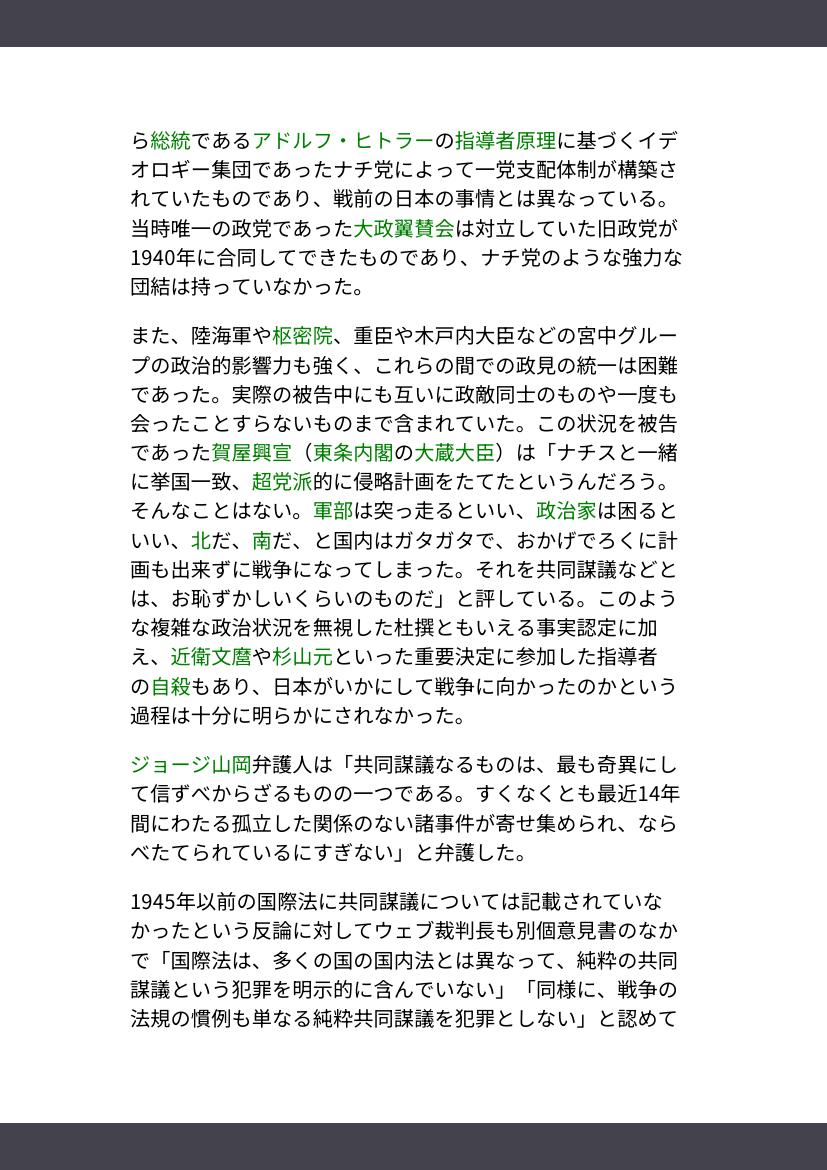 ら総統であるアドルフ・ヒトラーの指導者原理に基づくイデ
オロギー集団であったナチ党によって一党支配体制が構築さ
れていたものであり、戦前の日本の事情とは異なっている。
当時唯一の政党であった大政翼賛会は対立していた旧政党が
1940年に合同してできたものであり、ナチ党のような強力な
団結は持っていなかった。
また、陸海軍や枢密院、重臣や木戸内大臣などの宮中グルー
プの政治的影響力も強く、これらの間での政見の統一は困難
であった。実際の被告中にも互いに政敵同士のものや一度も
会ったことすらないものまで含まれていた。この状況を被告
であった賀屋興宣（東条内閣の大蔵大臣）は「ナチスと一緒
に挙国一致、超党派的に侵略計画をたてたというんだろう。
そんなことはない。軍部は突っ走るといい、政治家は困ると
いい、北だ、南だ、と国内はガタガタで、おかげでろくに計
画も出来ずに戦争になってしまった。それを共同謀議などと
は、お恥ずかしいくらいのものだ」と評している。このよう
な複雑な政治状況を無視した杜撰ともいえる事実認定に加
え、近衛文麿や杉山元といった重要決定に参加した指導者
の自殺もあり、日本がいかにして戦争に向かったのかという
過程は十分に明らかにされなかった。
ジョージ山岡弁護人は「共同謀議なるものは、最も奇異にし
て信ずべからざるものの一つである。すくなくとも最近14年
間にわたる孤立した関係のない諸事件が寄せ集められ、なら
べたてられているにすぎない」と弁護した。
1945年以前の国際法に共同謀議については記載されていな
かったという反論に対してウェブ裁判長も別個意見書のなか
で「国際法は、多くの国の国内法とは異なって、純粋の共同
謀議という犯罪を明示的に含んでいない」「同様に、戦争の
法規の慣例も単なる純粋共同謀議を犯罪としない」と認めて